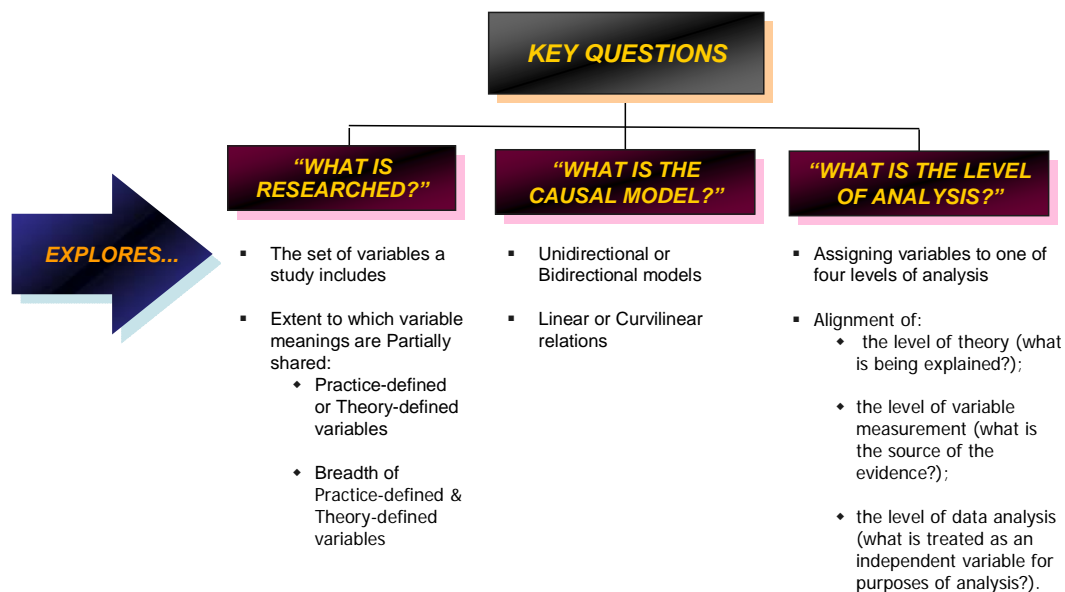 KEY QUESTIONS
EXPLORES...
“WHAT IS
RESEARCHED?”
▪ The set of variables a
study includes
▪ Extent to which variable
meanings are Partially
shared:
◆ Practice-defined
or Theory-defined
variables
◆ Breadth of
Practice-defined &
Theory-defined
variables
“WHAT IS THE
CAUSAL MODEL?”
▪ Unidirectional or
Bidirectional models
▪ Linear or Curvilinear
relations
“WHAT IS THE LEVEL
OF ANALYSIS?”
▪ Assigning variables to one of
four levels of analysis
▪ Alignment of:
◆ the level of theory (what
is being explained?);
◆ the level of variable
measurement (what is
the source of the
evidence?);
◆ the level of data analysis
(what is treated as an
independent variable for
purposes of analysis?).